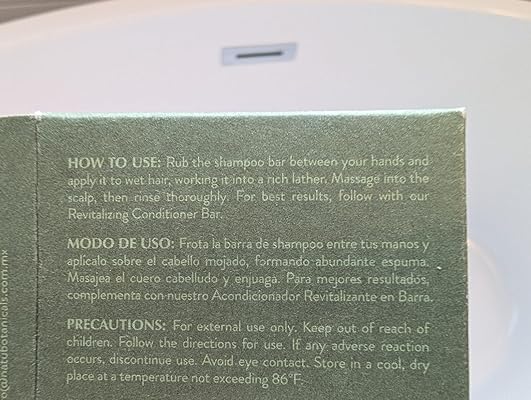 HOW TO USE: Rub the shampoo bar between your hands and
apply it to wet hair, working it into a rich lather. Massage into the
scalp, then rinse thoroughly. For best results, follow with our
Revitalizing Conditioner Bar.
MODO DE USO: Frota la barra de shampoo entre tus manos y
aplícalo sobre el cabello mojado, formando abundante espuma.
Masajea el cuero cabelludo y enjuaga. Para mejores resultados,
complementa con nuestro Acondicionador Revitalizante en Barra.
PRECAUTIONS: For external use only. Keep out of reach of
children. Follow the directions for use. If any adverse reaction
occurs, discontinue use. Avoid eye contact. Store in a cool, dry
place at a temperature not exceeding 86°F.